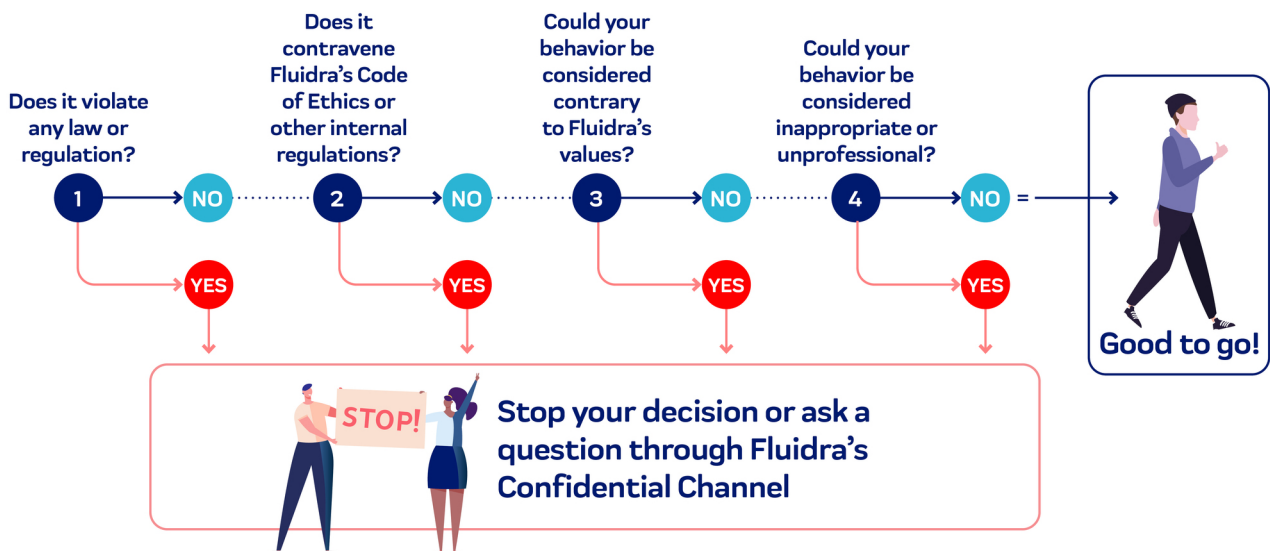 Does it violate
any law or
regulation?
1
NO
YES
Does it
contravene
Fluidra’s Code
of Ethics or
other internal
regulations?
2
NO
YES
Could your
behavior be
considered
contrary
to Fluidra’s
values?
3
NO
YES
Could your
behavior be
considered
inappropriate or
unprofessional?
4
NO =
YES
Good to go!
STOP!
Stop your decision or ask a
question through Fluidra’s
Confidential Channel